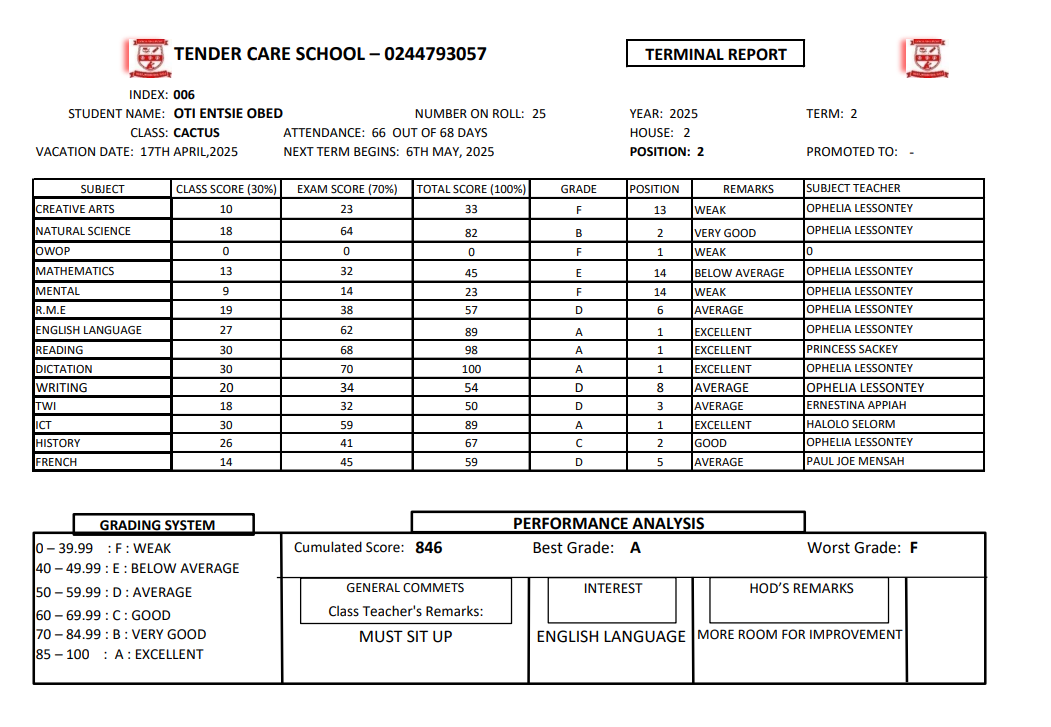 TENDER CARE SCHOOL – 0244793057 TERMINAL REPORT
INDEX: 006
STUDENT NAME: OTI ENTSIE OBED NUMBER ON ROLL: 25 YEAR: 2025 TERM: 2
CLASS: CACTUS ATTENDANCE: 66 OUT OF 68 DAYS HOUSE: 2
VACATION DATE: 17TH APRIL,2025 NEXT TERM BEGINS: 6TH MAY, 2025 POSITION: 2 PROMOTED TO: -
SUBJECT CLASS SCORE (30%) EXAM SCORE (70%) TOTAL SCORE (100%) GRADE POSITION REMARKS SUBJECT TEACHER
CREATIVE ARTS 10 23 33 F 13 WEAK OPHELIA LESSONTEY
NATURAL SCIENCE 18 64 82 B 2 VERY GOOD OPHELIA LESSONTEY
OWOP 0 0 0 F 1 WEAK 0
MATHEMATICS 13 32 45 E 14 BELOW AVERAGE OPHELIA LESSONTEY
MENTAL 9 14 23 F 14 WEAK OPHELIA LESSONTEY
R.M.E 19 38 57 D 6 AVERAGE OPHELIA LESSONTEY
ENGLISH LANGUAGE 27 62 89 A 1 EXCELLENT OPHELIA LESSONTEY
READING 30 68 98 A 1 EXCELLENT PRINCESS SACKEY
DICTATION 30 70 100 A 1 EXCELLENT OPHELIA LESSONTEY
WRITING 20 34 54 D 8 AVERAGE OPHELIA LESSONTEY
TWI 18 32 50 D 3 AVERAGE ERNESTINA APPIAH
ICT 30 59 89 A 1 EXCELLENT HALOLO SELORM
HISTORY 26 41 67 C 2 GOOD OPHELIA LESSONTEY
FRENCH 14 45 59 D 5 AVERAGE PAUL JOE MENSAH
GRADING SYSTEM PERFORMANCE ANALYSIS
0 – 39.99 : F : WEAK Cumulated Score: 846 Best Grade: A Worst Grade: F
40 – 49.99 : E : BELOW AVERAGE
50 – 59.99 : D : AVERAGE GENERAL COMMETS INTEREST HOD'S REMARKS
60 – 69.99 : C : GOOD Class Teacher's Remarks:
70 – 84.99 : B : VERY GOOD MUST SIT UP ENGLISH LANGUAGE MORE ROOM FOR IMPROVEMENT
85 – 100 : A : EXCELLENT